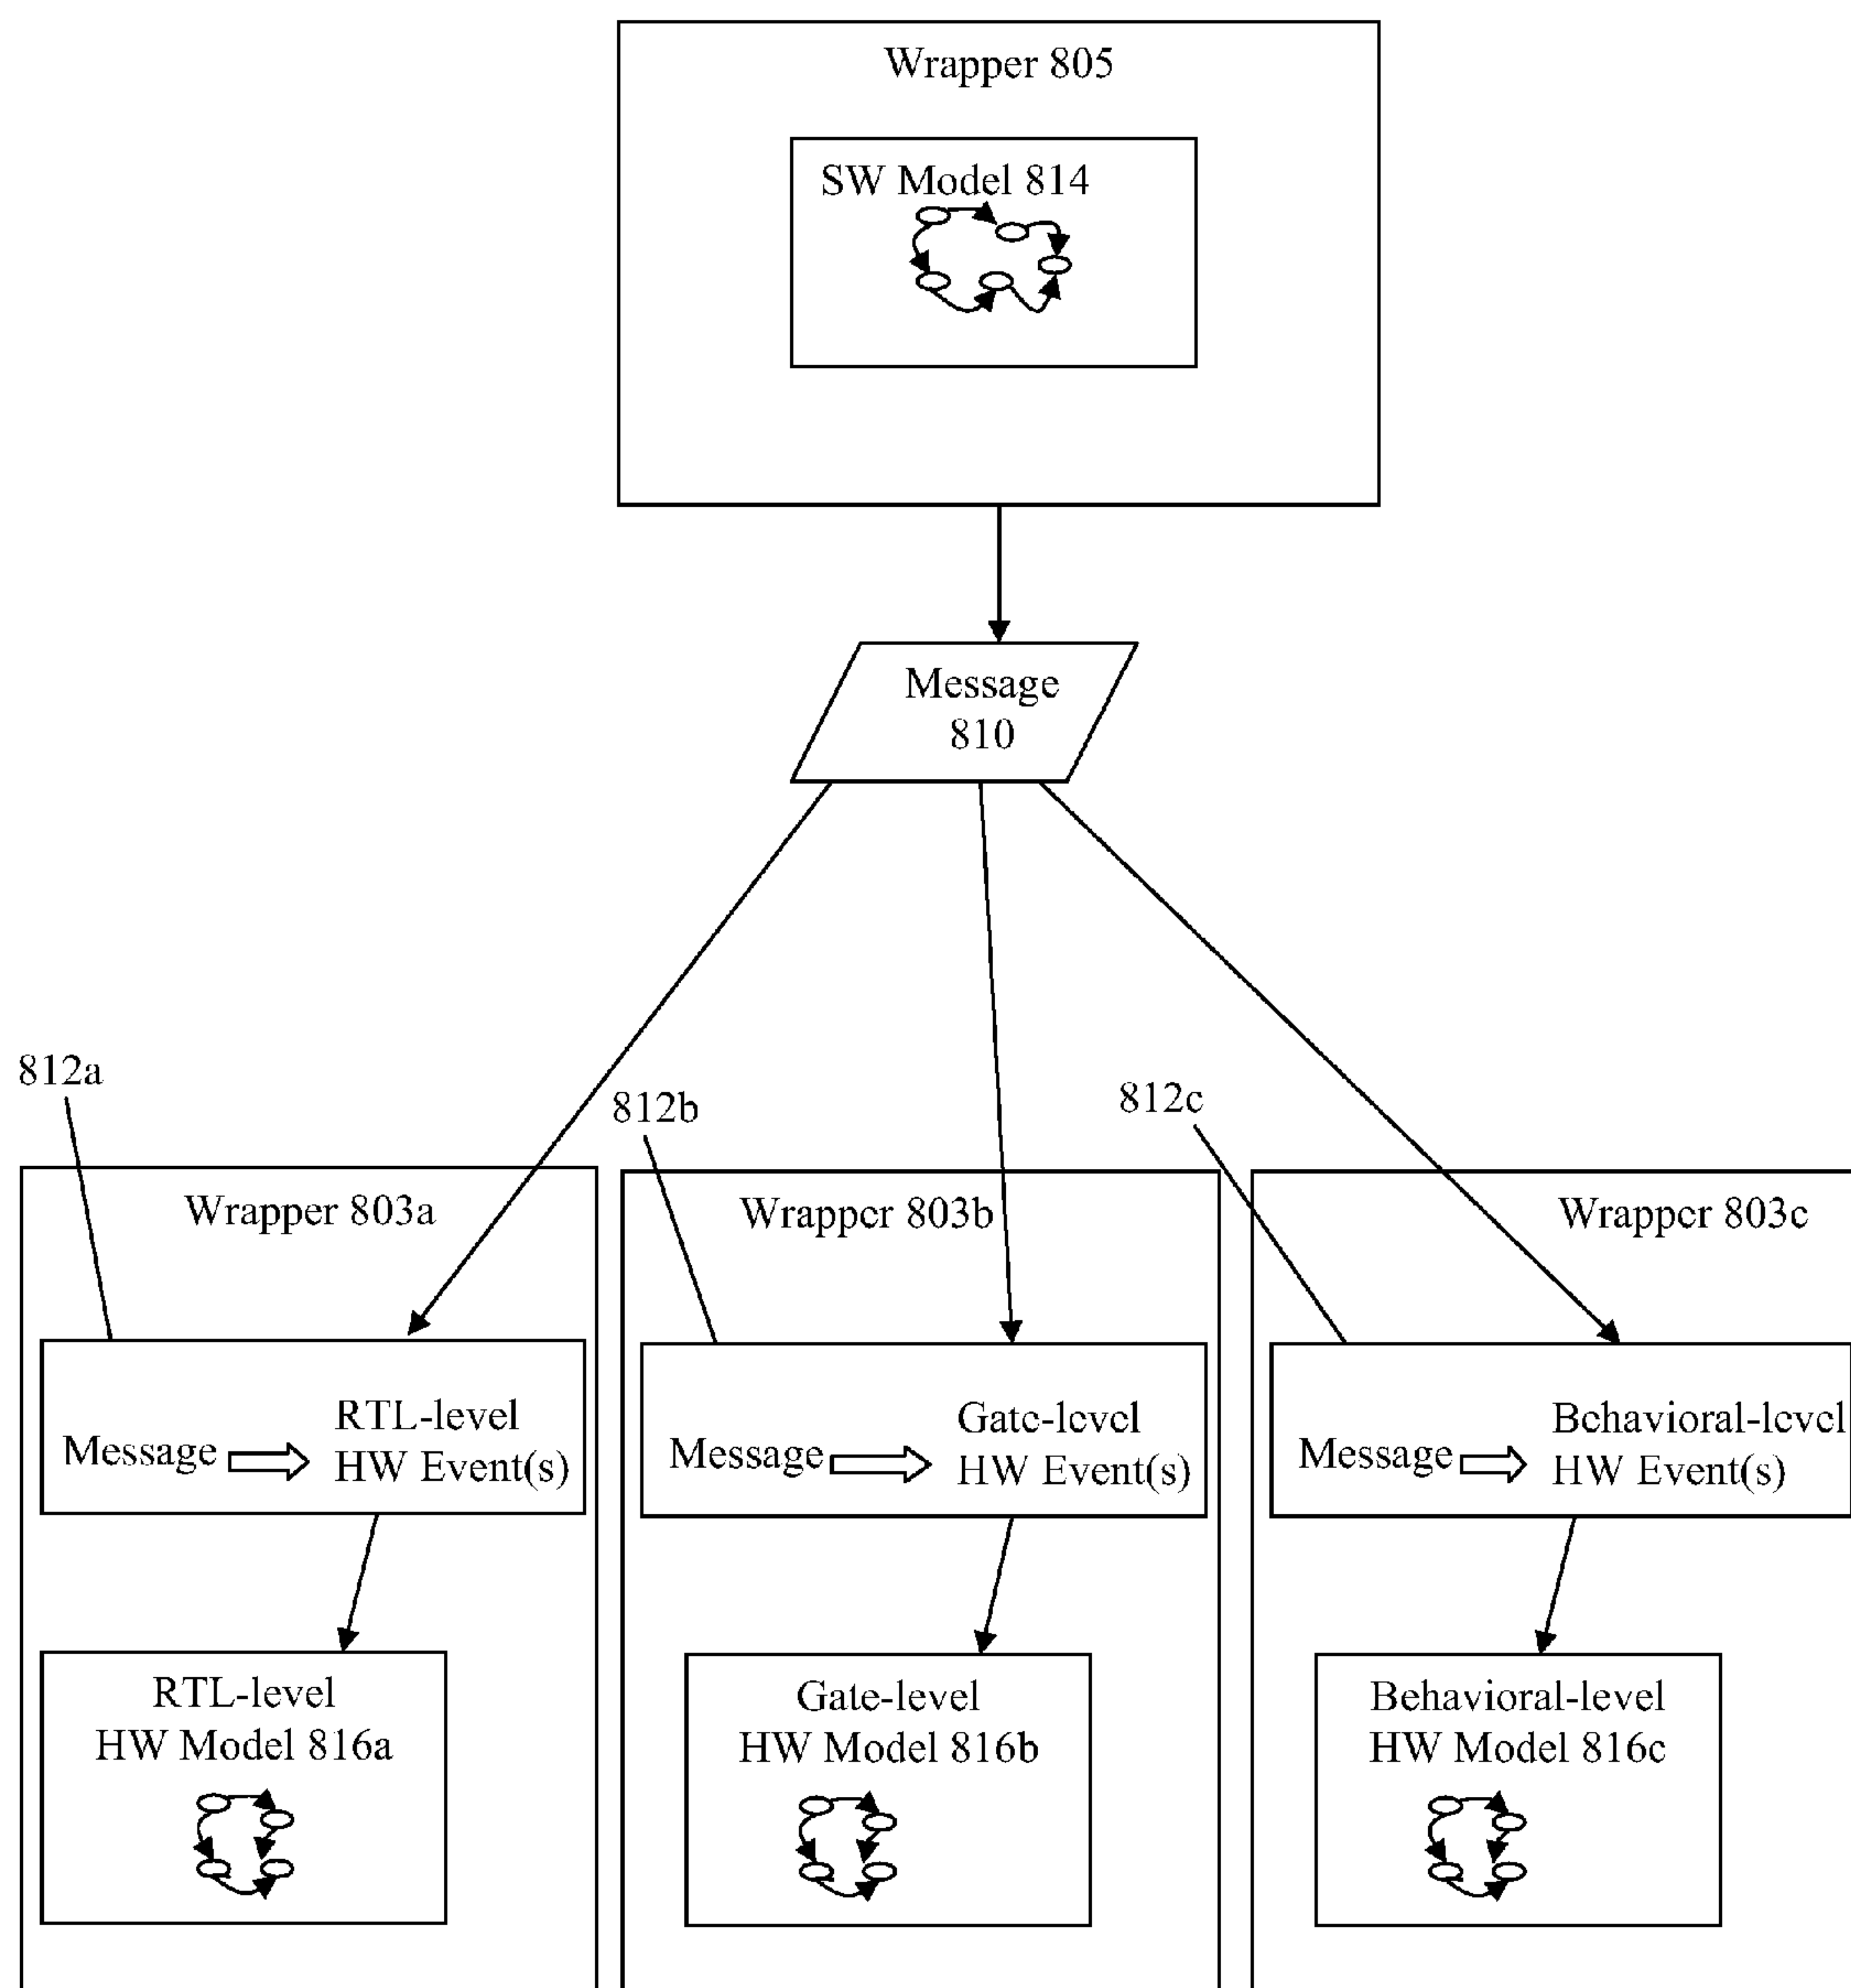 Wrapper 805
SW Model 814
Message
810
812a
812b
812c
Wrapper 803a
Wrapper 803b
Wrapper 803c
Message
RTL-level
HW Event(s)
Message
Gate-level
HW Event(s)
Message
Behavioral-level
HW Event(s)
RTL-level
HW Model 816a
Gate-level
HW Model 816b
Behavioral-level
HW Model 816c